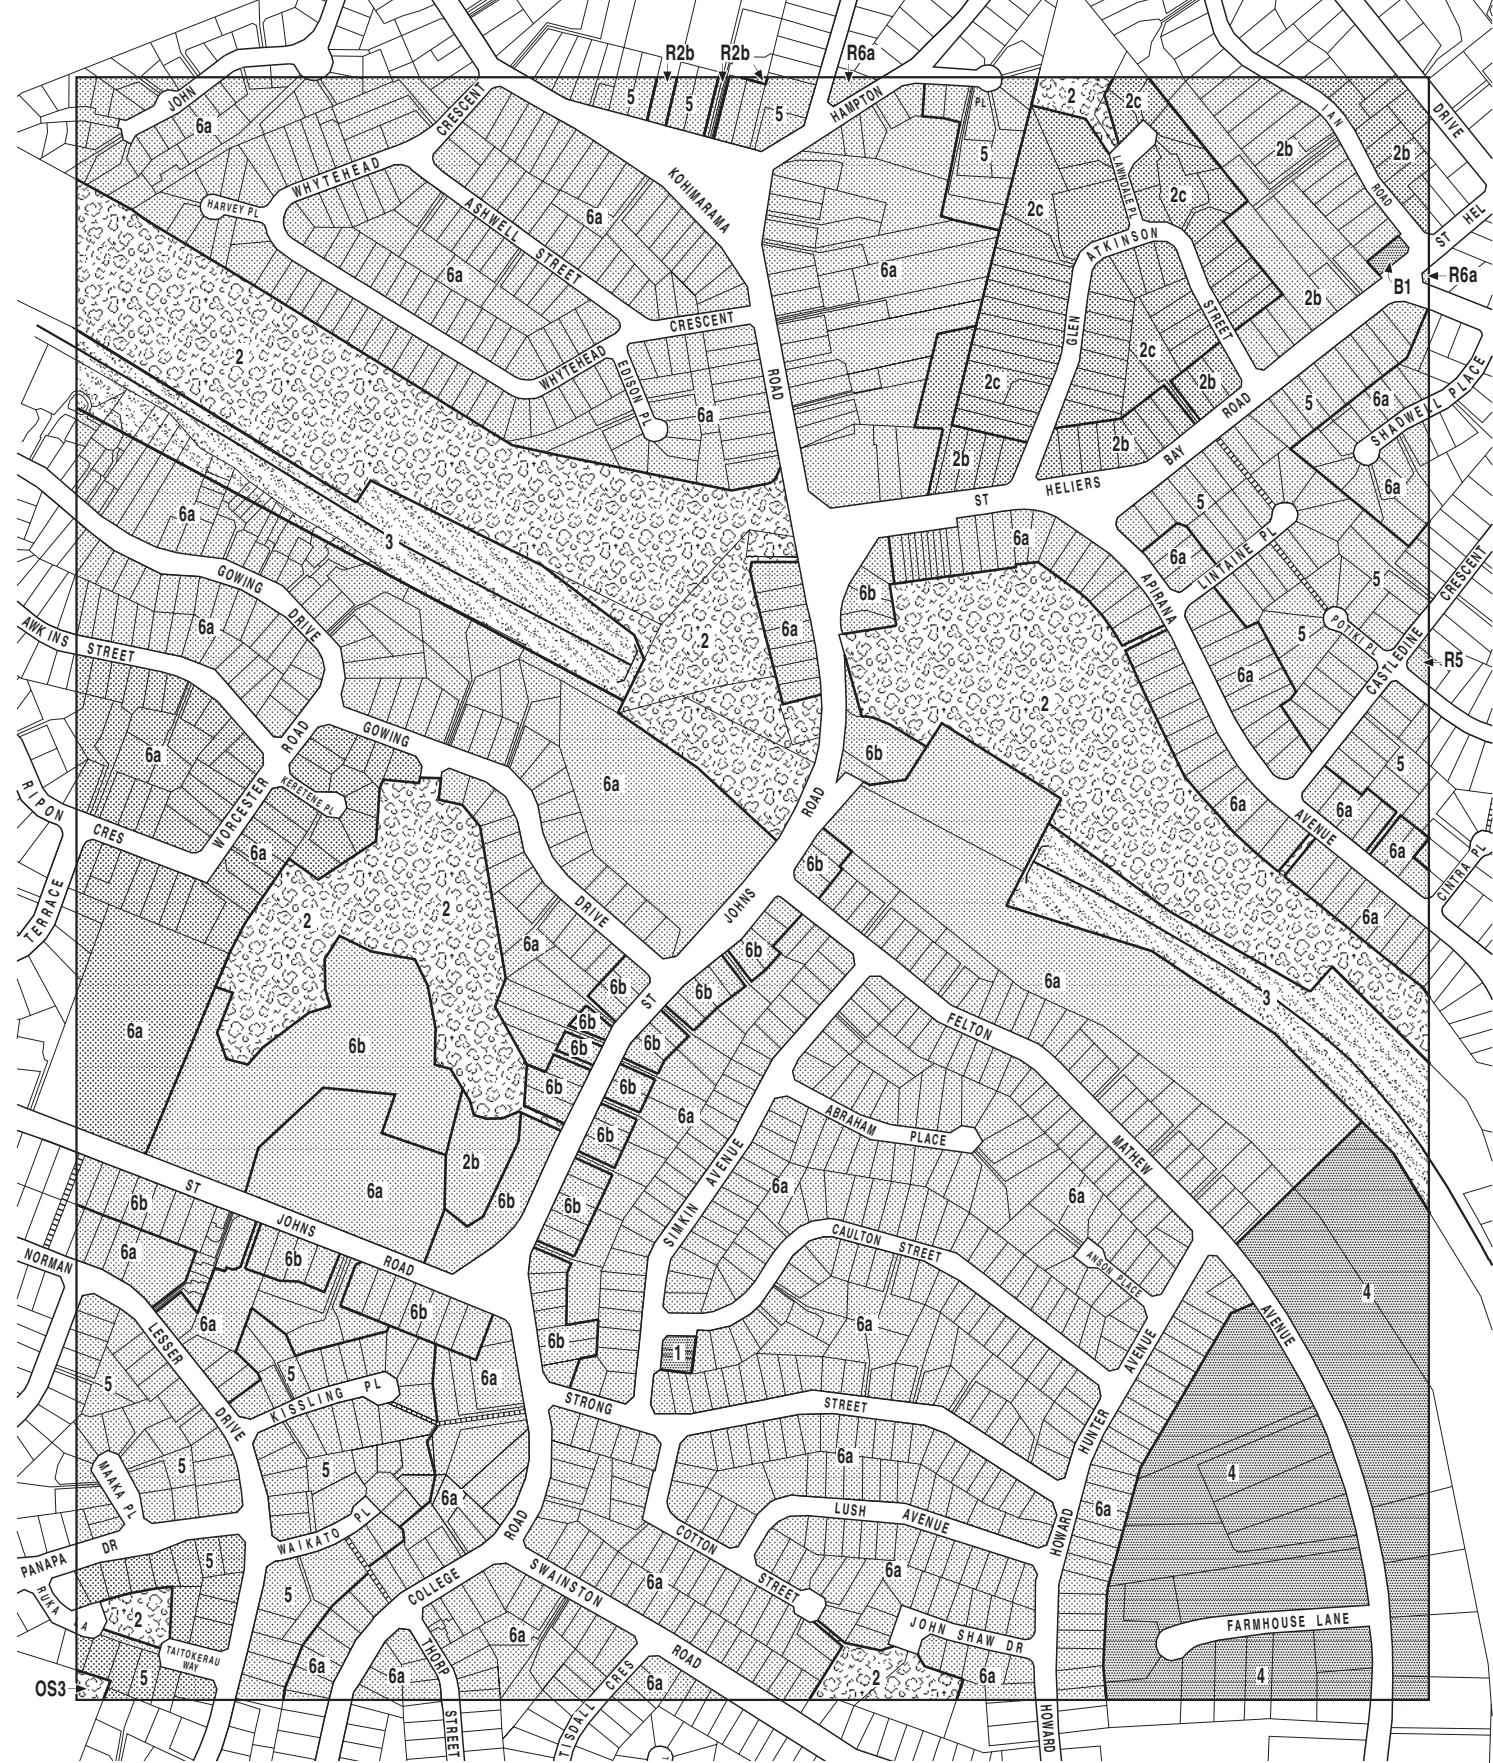 R2b
R2b
R6a
JOHN
6a
CRESCENT
5
5
5
HAMPTON
PL
2
2c
IAN
DRIVE
2b
2b
ROAD
ST HEL
5
LAWNDALE PL
2c
2c
WHYTEHEAD
HARVEY PL
KOHIMARAMA
ASHWELL
STREET
6a
6a
6a
ATKINSON
STREET
GLEN
2b
B1
R6a
CRESCENT
WHYTEHEAD
EDISON PL
6a
ROAD
2
2c
2c
2b
2b
2b
ROAD
BAY
HELIERS
ST
5
6a
SHADWELL PLACE
6a
5
6a
3
6a
6a
LINTAINE PL
APIRANA
5
CRESCENT
GOWING
DRIVE
6a
AWKINS
STREET
6b
2
6a
5
POTIKI PL
CASTLEDINE
R5
6a
2
ROAD
GOWING
6a
KERETENE PL
WORCESTER
6a
6b
ROAD
5
RIPON
CRES
6a
6a
AVENUE
6a
6a
CINTRA PL
TERRACE
2
2
DRIVE
JOHNS
6b
6a
6b
6a
6b
6b
ST
6a
3
6a
6b
6b
6b
6b
FELTON
6b
6b
6a
ABRAHAM
PLACE
6b
MATHEW
AVENUE
2b
6a
6b
6b
6a
6a
ST
JOHNS
ROAD
6b
6a
6b
SIMKIN
CAULTON
STREET
ANSON PLACE
NORMAN
6b
4
AVENUE
LESSER
6a
6b
1
6a
AVENUE
5
5
KISSLING
PL
6a
STRONG
STREET
DRIVE
HUNTER
MAAKA PL
5
5
6a
6a
4
LUSH
AVENUE
6a
HOWARD
WAIKATO
PL
ROAD
COTTON
STREET
PANAPA
DR
5
5
COLLEGE
SWAINSTON
6a
6a
RUKA
2
6a
JOHN SHAW DR
FARMHOUSE LANE
TAITOKERAU
WAY
ROAD
THORP
STREET
5
6a
6a
CRES
TISDALL
6a
2
6a
4
OS3
HOWARD